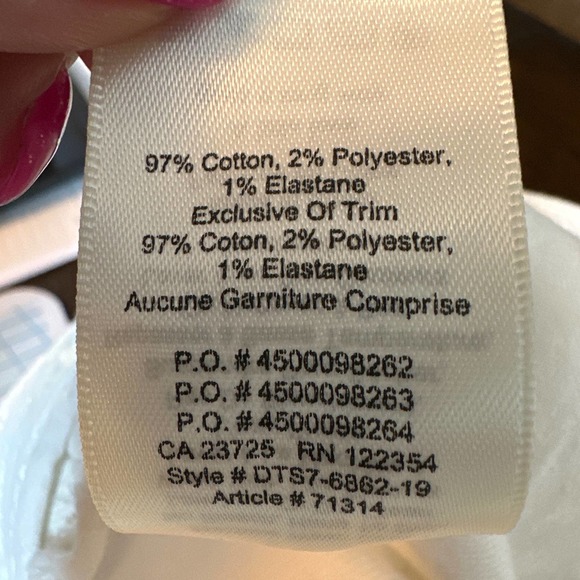 97% Cotton, 2% Polyester,
1% Elastane
Exclusive Of Trim
97% Coton, 2% Polyester,
1% Elastane
Aucune Garniture Comprise
P.O. # 4500098262
P.O. # 4500098263
P.O. # 4500098264
CA 23725 RN 122354
Style # DTS7-6862-19
Article # 71314